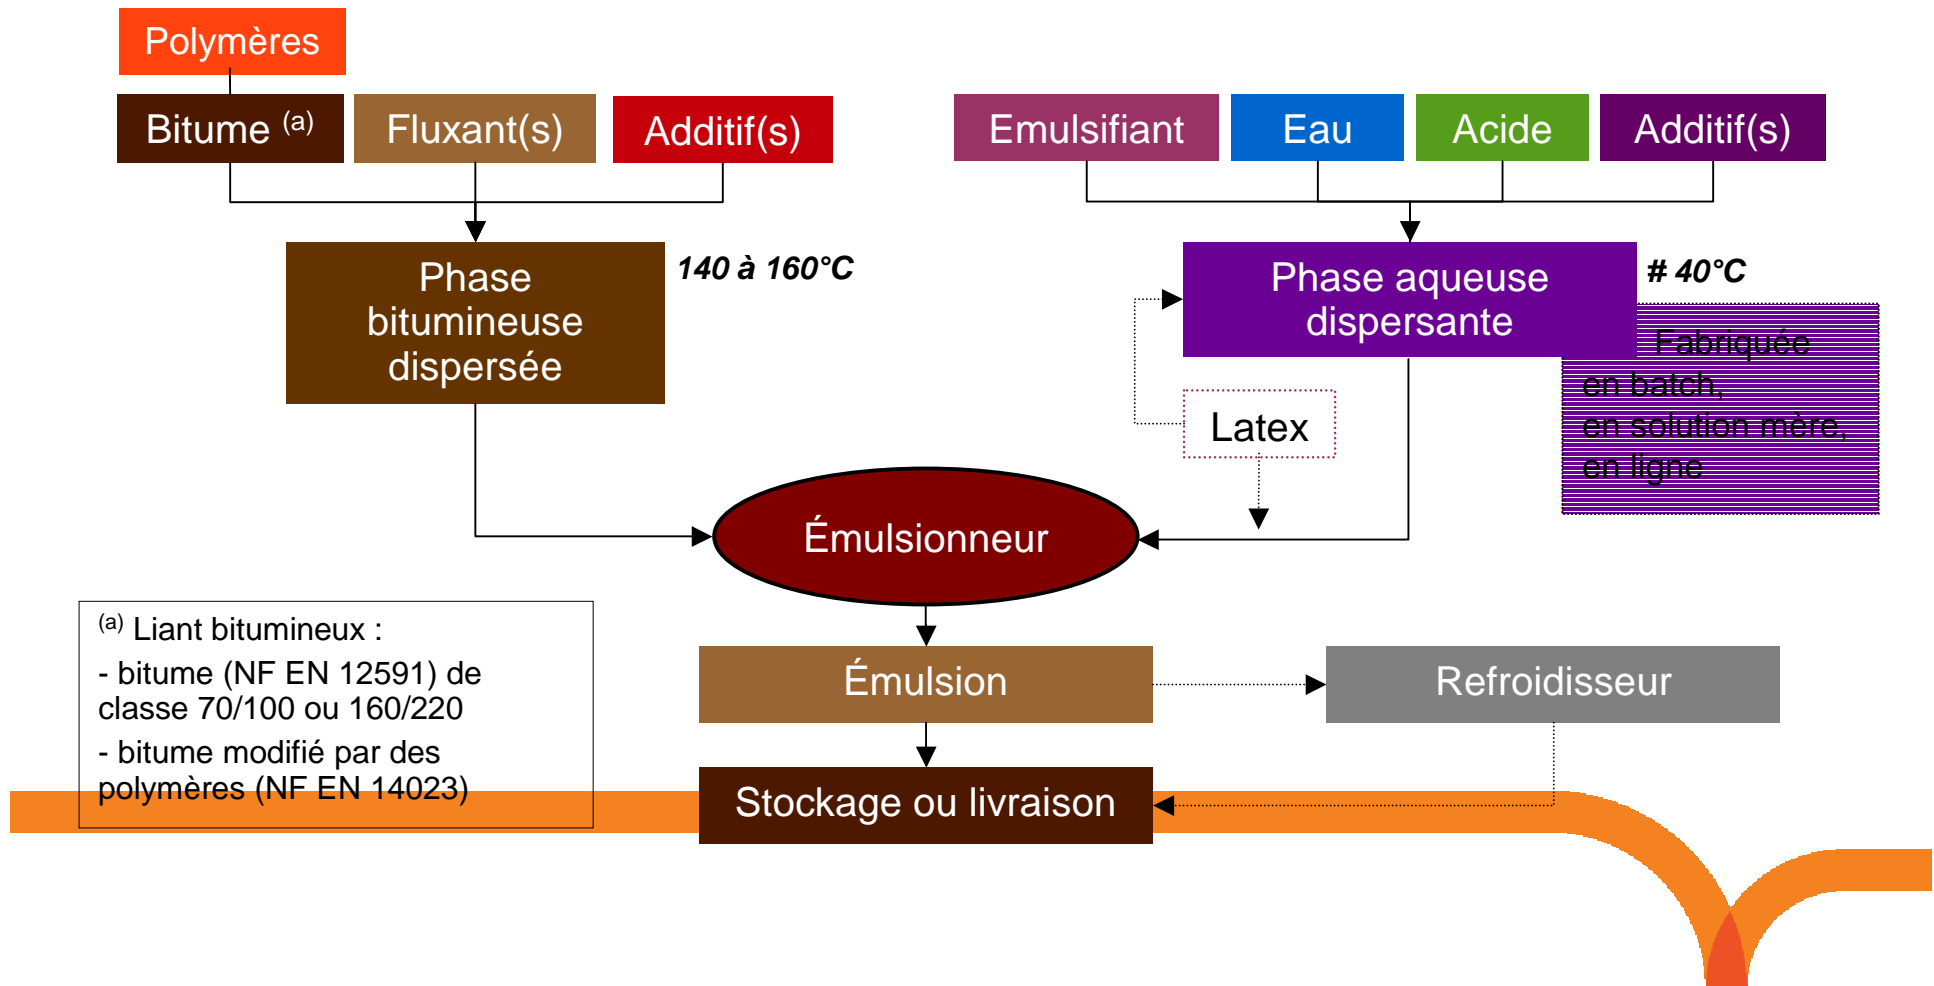 Polymères
Bitume (a)
Fluxant(s)
Additif(s)
Emulsifiant
Eau
Acide
Additif(s)
Phase
bitumineuse
dispersée
140 à 160°C
Phase aqueuse
dispersante
# 40°C
Fabriquée
en batch,
en solution mère,
en ligne
Latex
Émulsionneur
(a) Liant bitumineux :
- bitume (NF EN 12591) de
classe 70/100 ou 160/220
- bitume modifié par des
polymères (NF EN 14023)
Émulsion
Refroidisseur
Stockage ou livraison